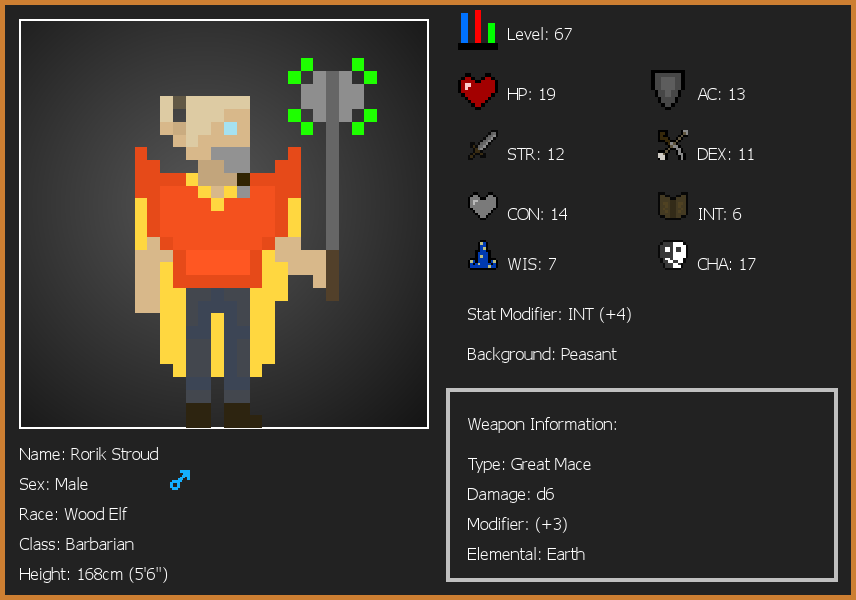 Level: 67
HP: 19
AC: 13
STR: 12
DEX: 11
CON: 14
INT: 6
WIS: 7
CHA: 17
Stat Modifier: INT (+4)
Background: Peasant
Weapon Information:
Type: Great Mace
Damage: d6
Modifier: (+3)
Elemental: Earth
Name: Rorik Stroud
Sex: Male
Race: Wood Elf
Class: Barbarian
Height: 168cm (5'6")